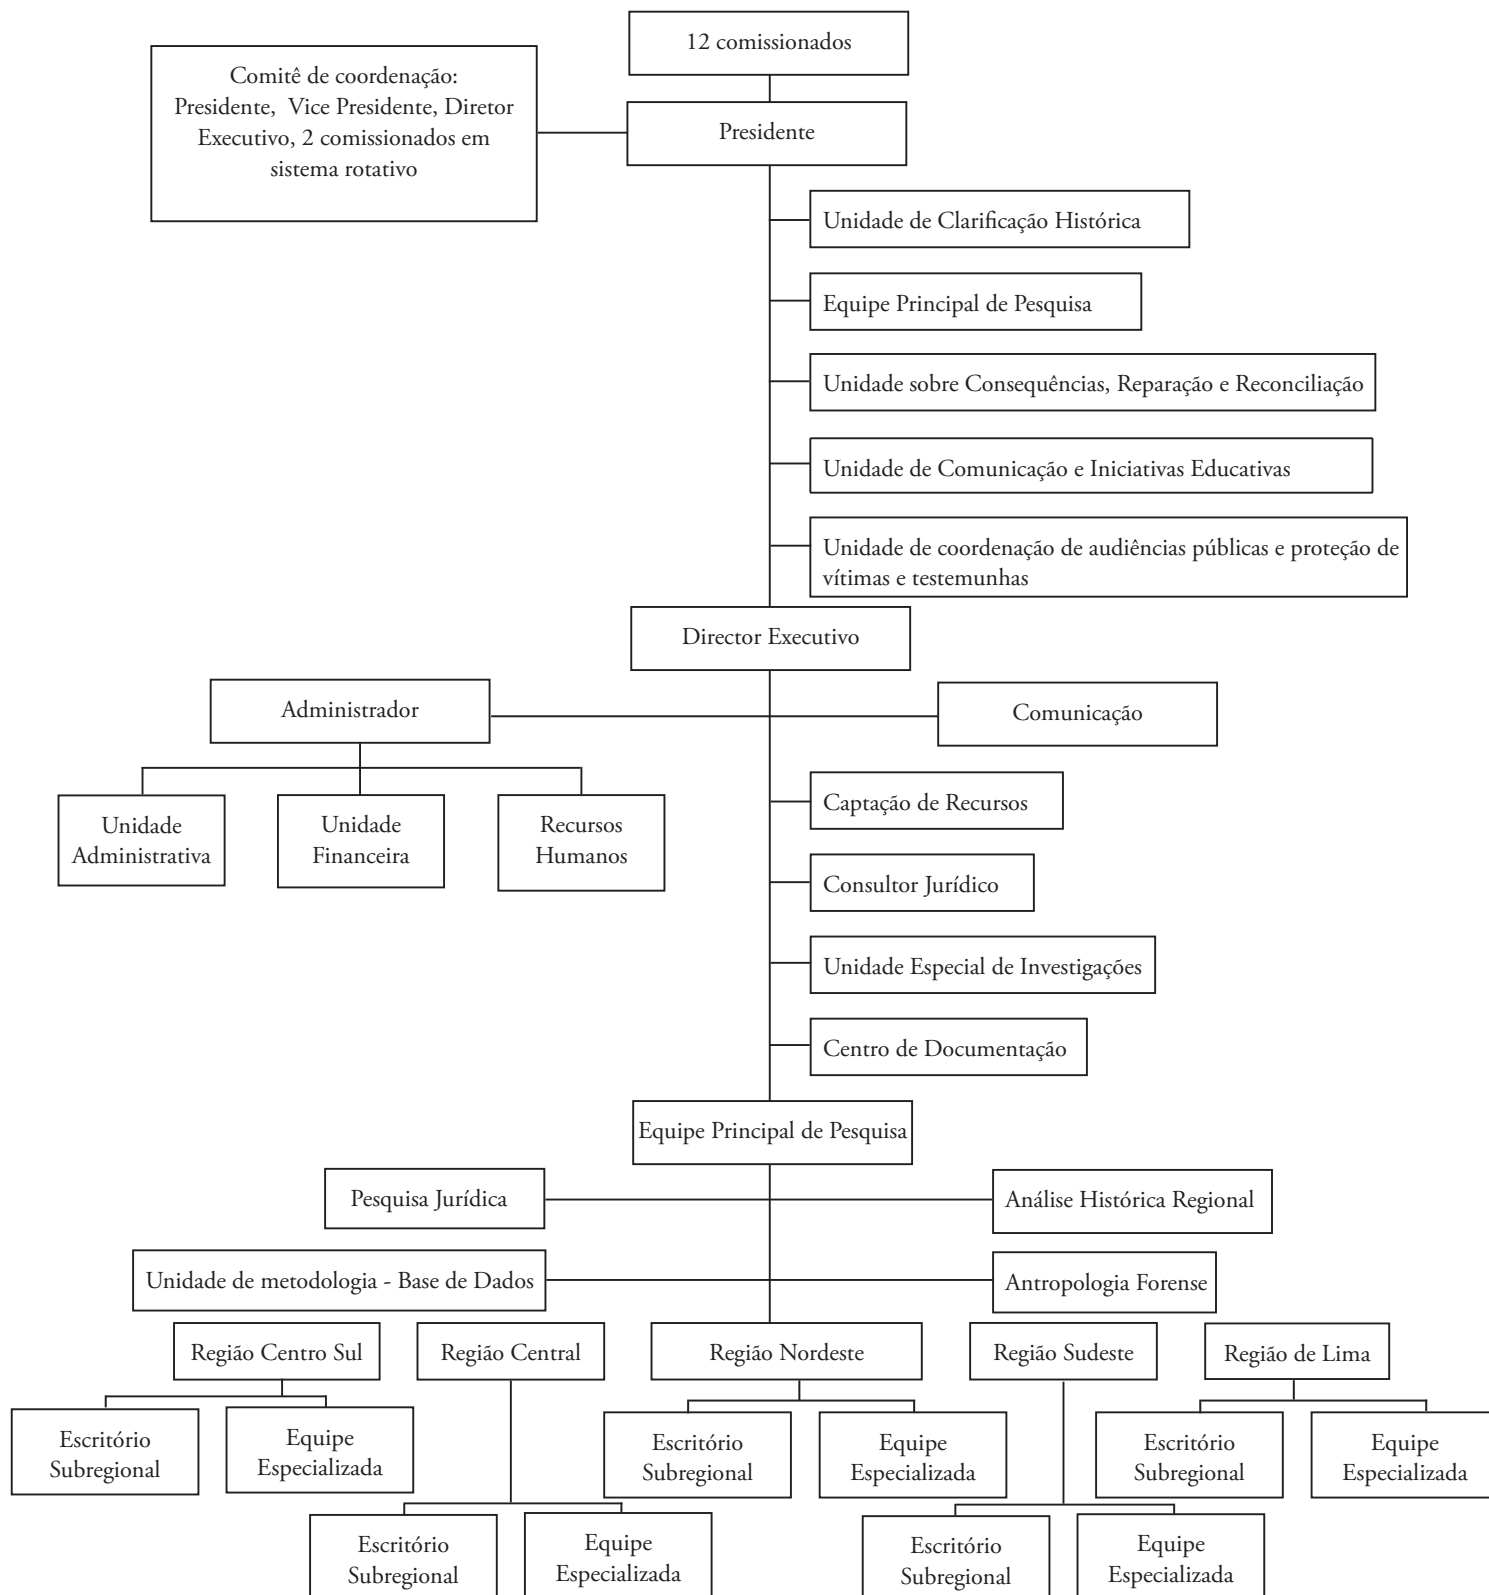 12 comissionados
Comitê de coordenação:
Presidente, Vice Presidente, Diretor
Executivo, 2 comissionados em
sistema rotativo
Presidente
Unidade de Clarificação Histórica
Equipe Principal de Pesquisa
Unidade sobre Consequências, Reparação e Reconciliação
Unidade de Comunicação e Iniciativas Educativas
Unidade de coordenação de audiências públicas e proteção de
vítimas e testemunhas
Director Executivo
Administrador
Comunicação
Unidade
Administrativa
Unidade
Financeira
Recursos
Humanos
Captação de Recursos
Consultor Jurídico
Unidade Especial de Investigações
Centro de Documentação
Equipe Principal de Pesquisa
Pesquisa Jurídica
Análise Histórica Regional
Unidade de metodologia - Base de Dados
Antropologia Forense
Região Centro Sul
Região Central
Região Nordeste
Região Sudeste
Região de Lima
Escritório
Subregional
Equipe
Especializada
Escritório
Subregional
Equipe
Especializada
Escritório
Subregional
Equipe
Especializada
Escritório
Subregional
Equipe
Especializada
Escritório
Subregional
Equipe
Especializada